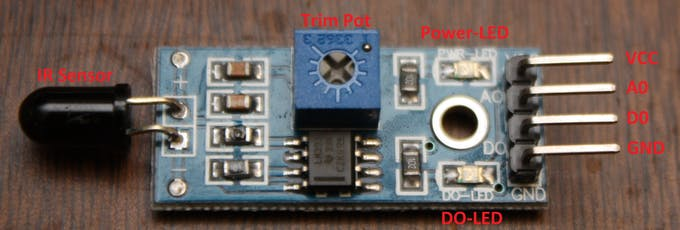 Trim Pot
3362
Power-LED
PWR-LED
VCC
IR Sensor
A0
AO
D0
DO
GND
DO-LED
GND
DO-LED